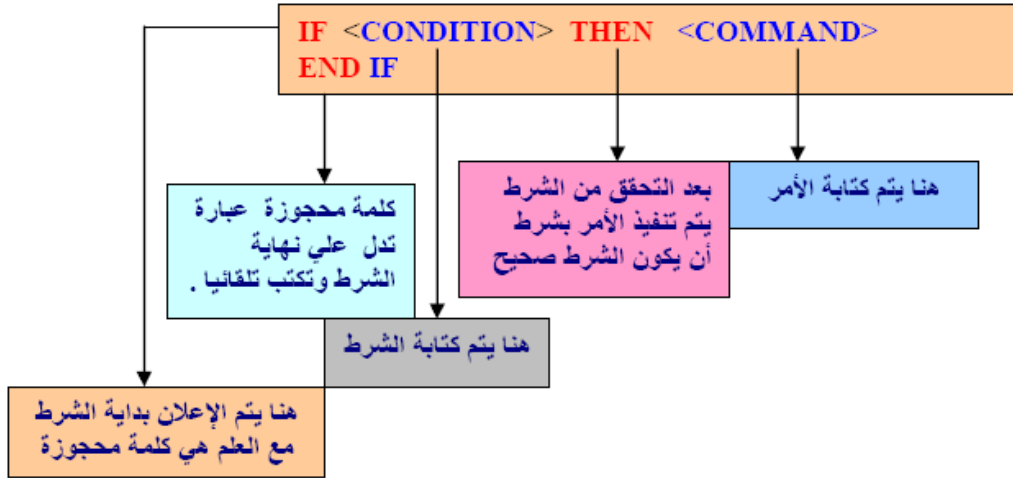 IF <CONDITION> THEN <COMMAND>
END IF
هنا يتم كتابة الأمر
بعد التحقق من الشرط
يتم تنفيذ الأمر بشرط
أن يكون الشرط صحيح
كلمة محجوزة عبارة
تدل علي نهاية
الشرط وتكتب تلقائيا .
هنا يتم كتابة الشرط
هنا يتم الإعلان بداية الشرط
مع العلم هي كلمة محجوزة